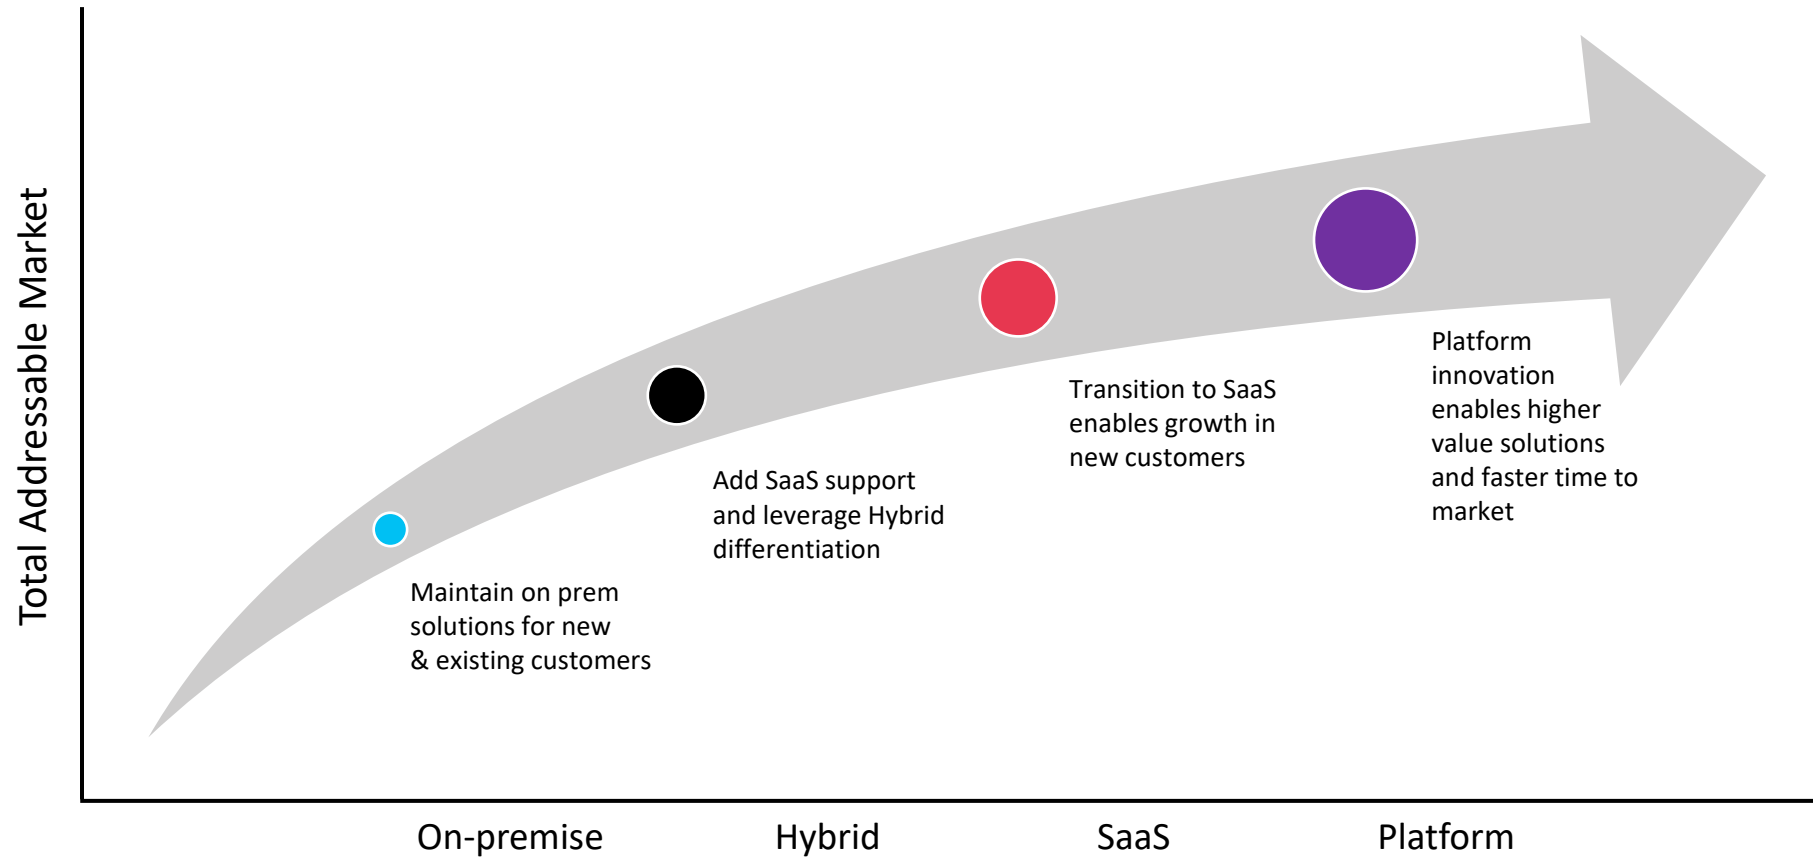 Total Addressable Market
Maintain on prem
solutions for new
& existing customers
Add SaaS support
and leverage Hybrid
differentiation
Transition to SaaS
enables growth in
new customers
Platform
innovation
enables higher
value solutions
and faster time to
market
On-premise
Hybrid
SaaS
Platform